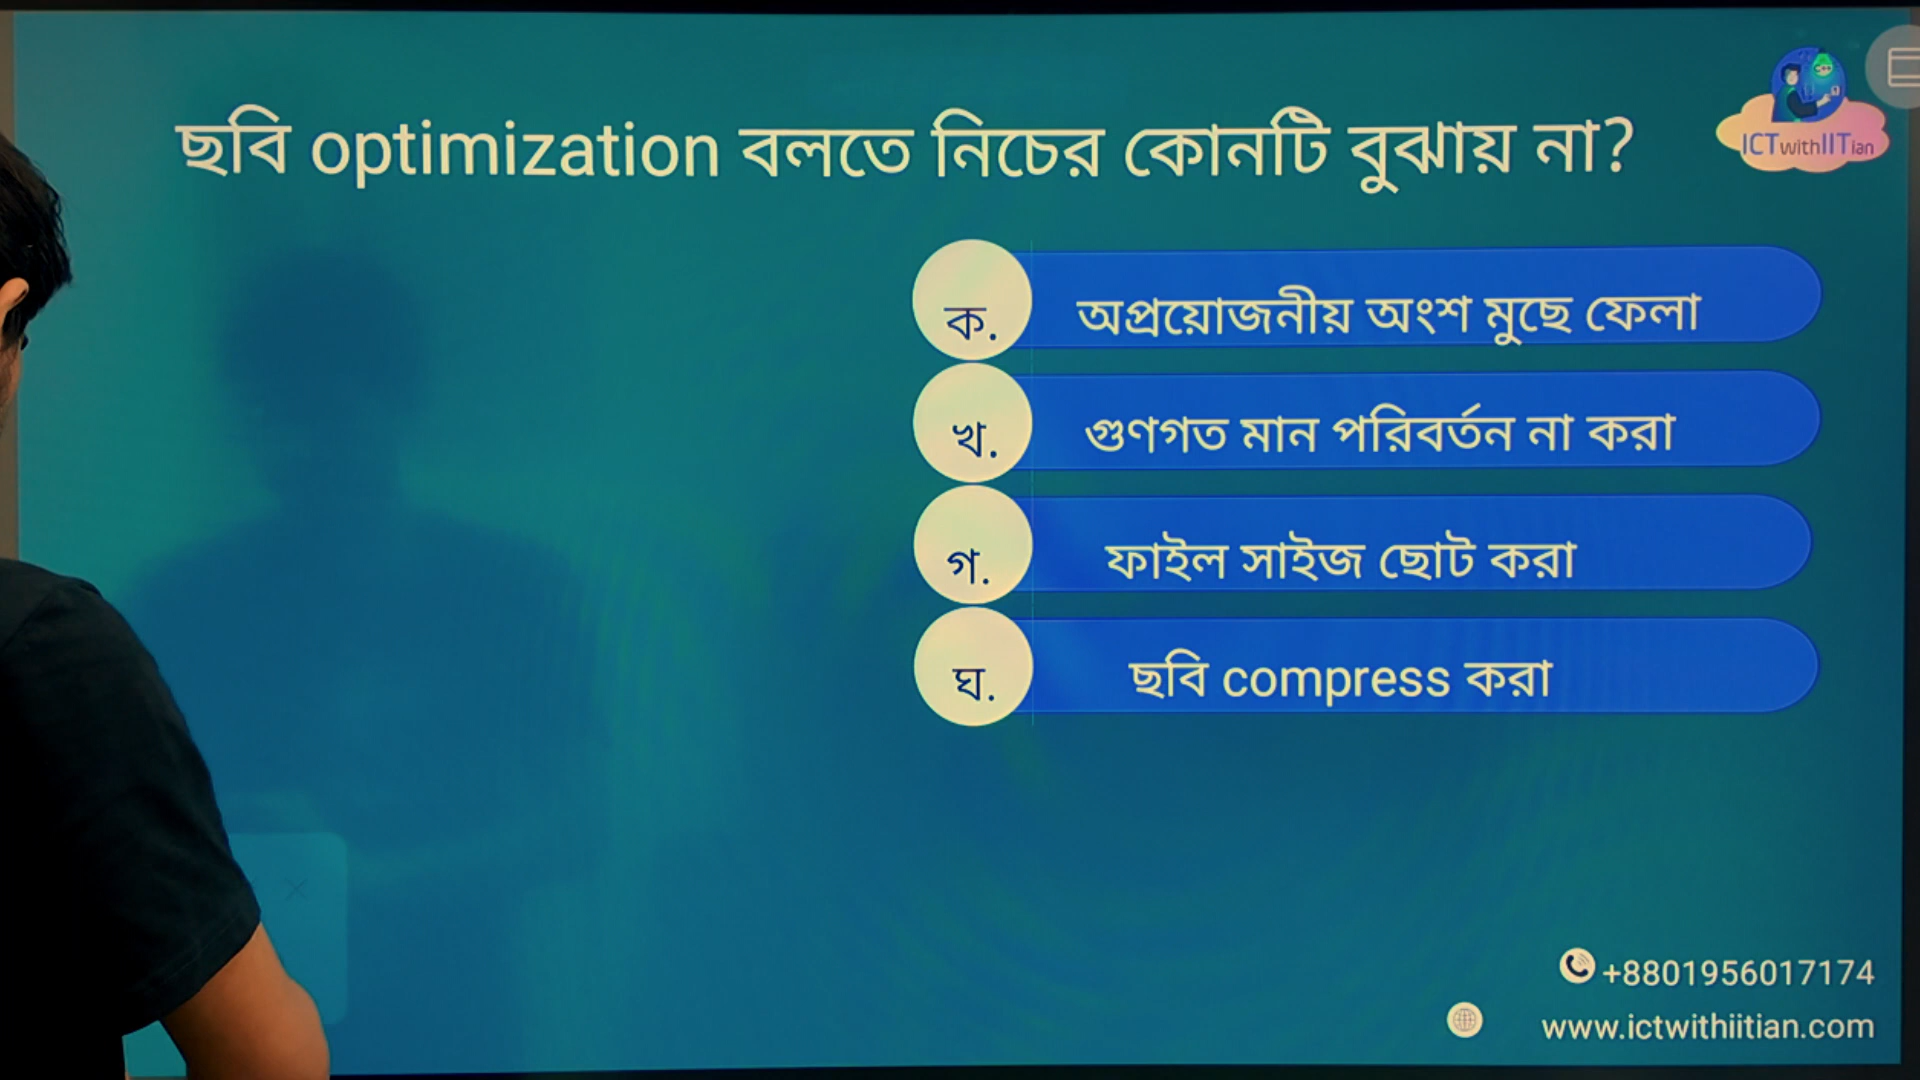 ছবি optimization বলতে নিচের কোনটি বুঝায় না?
ICTwithIITian
ক. অপ্রয়োজনীয় অংশ মুছে ফেলা
খ. গুণগত মান পরিবর্তন না করা
গ. ফাইল সাইজ ছোট করা
ঘ. ছবি compress করা
+8801956017174
www.ictwithiitian.com